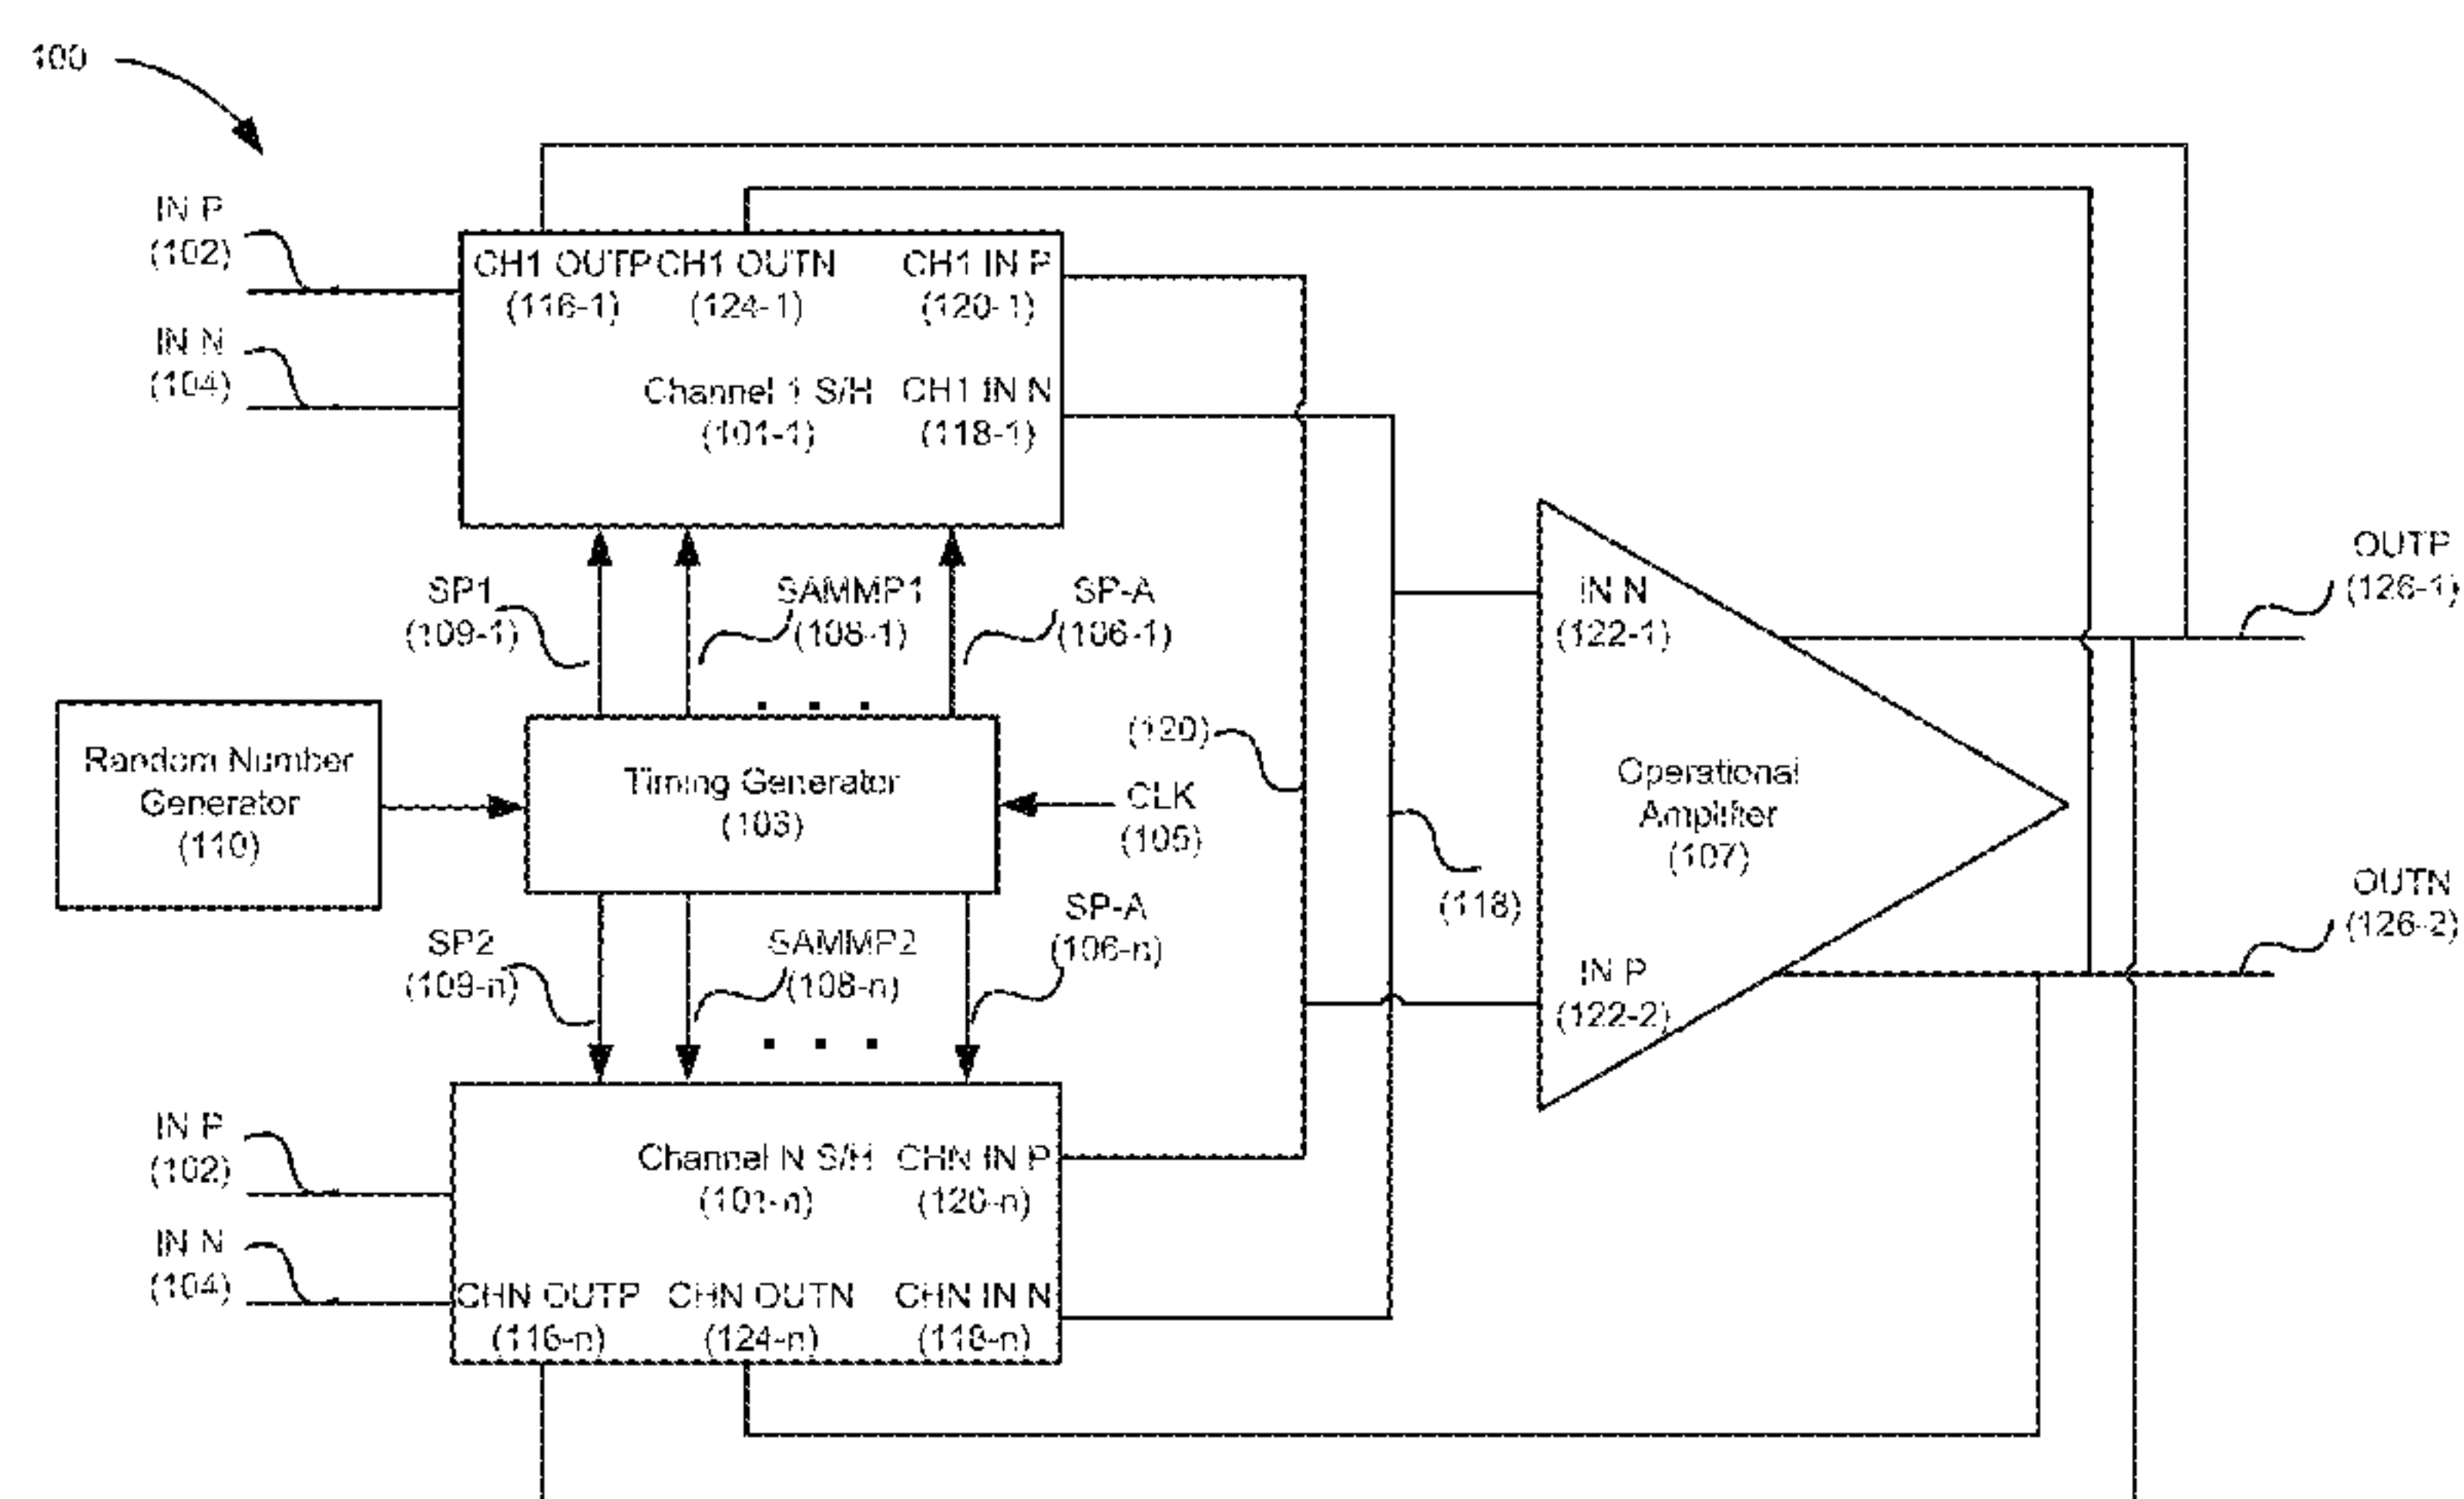 100
IN P
(102)
IN N
(104)
CH1 OUTP CH1 OUTN CH1 IN P
(116-1) (124-1) (120-1)
Channel 1 S/H CH1 IN N
(101-1) (118-1)
SP1 SAMMP1 SP-A
(109-1) (108-1) (106-1)
Random Number
Generator
(110)
Timing Generator
(103)
CLK
(105)
(120)
(118)
IN N
(122-1)
Operational
Amplifier
(107)
IN P
(122-2)
OUTP
(126-1)
OUTN
(126-2)
SP2 SAMMP2 SP-A
(109-n) (108-n) (106-n)
IN P
(102)
IN N
(104)
Channel N S/H CHN IN P
(101-n) (120-n)
CHN OUTP CHN OUTN CHN IN N
(116-n) (124-n) (118-n)